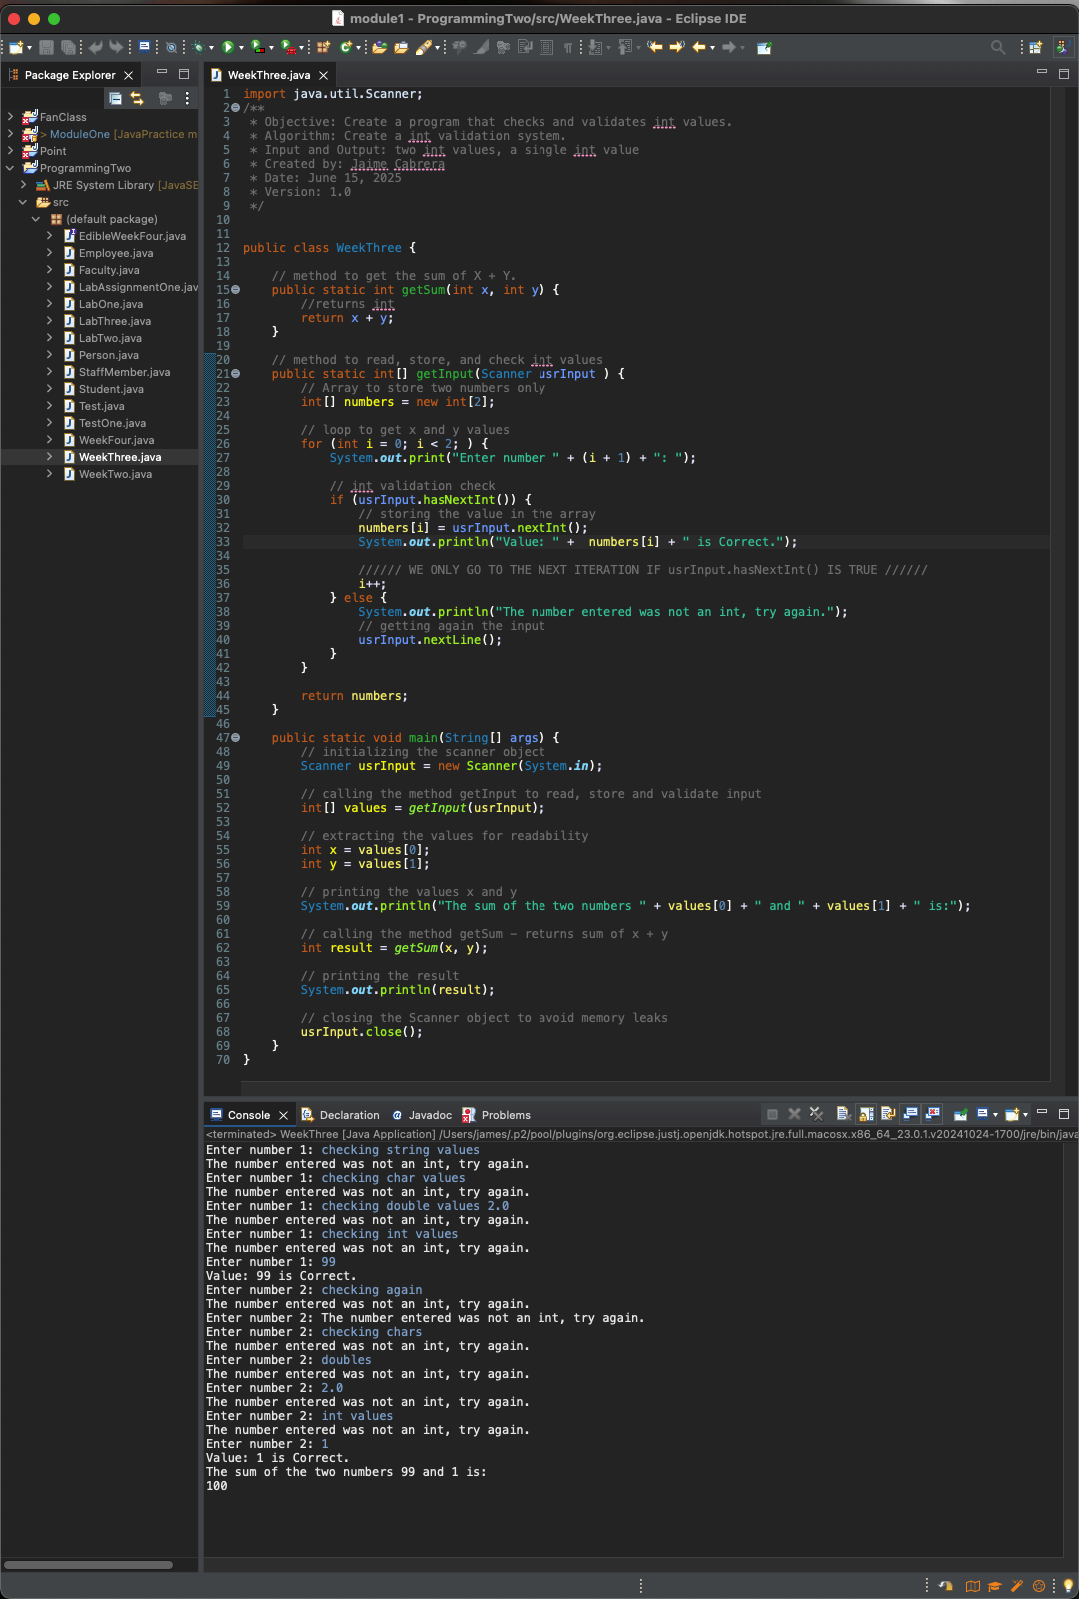 module1 - ProgrammingTwo/src/WeekThree.java - Eclipse IDE
Package Explorer
FanClass
> ModuleOne [JavaPractice m
Point
ProgrammingTwo
JRE System Library [JavaSE
src
(default package)
EdibleWeekFour.java
Employee.java
Faculty.java
LabAssignmentOne.jav
LabOne.java
LabThree.java
LabTwo.java
Person.java
StaffMember.java
Student.java
Test.java
TestOne.java
WeekFour.java
WeekThree.java
WeekTwo.java
WeekThree.java
1 import java.util.Scanner;
2 /**
3 * Objective: Create a program that checks and validates int values.
4 * Algorithm: Create a int validation system.
5 * Input and Output: two int values, a single int value
6 * Created by: Jaime Cabrera
7 * Date: June 15, 2025
8 * Version: 1.0
9 */
10
11
12 public class WeekThree {
13
14 // method to get the sum of X + Y.
15 public static int getSum(int x, int y) {
16 //returns int
17 return x + y;
18 }
19
20 // method to read, store, and check int values
21 public static int[] getInput(Scanner usrInput ) {
22 // Array to store two numbers only
23 int[] numbers = new int[2];
24
25 // loop to get x and y values
26 for (int i = 0; i < 2; ) {
27 System.out.print("Enter number " + (i + 1) + ": ");
28
29 // int validation check
30 if (usrInput.hasNextInt()) {
31 // storing the value in the array
32 numbers[i] = usrInput.nextInt();
33 System.out.println("Value: " +  numbers[i] + " is Correct.");
34
35 ////// WE ONLY GO TO THE NEXT ITERATION IF usrInput.hasNextInt() IS TRUE //////
36 i++;
37 } else {
38 System.out.println("The number entered was not an int, try again.");
39 // getting again the input
40 usrInput.nextLine();
41 }
42 }
43
44 return numbers;
45 }
46
47 public static void main(String[] args) {
48 // initializing the scanner object
49 Scanner usrInput = new Scanner(System.in);
50
51 // calling the method getInput to read, store and validate input
52 int[] values = getInput(usrInput);
53
54 // extracting the values for readability
55 int x = values[0];
56 int y = values[1];
57
58 // printing the values x and y
59 System.out.println("The sum of the two numbers " + values[0] + " and " + values[1] + " is:");
60
61 // calling the method getSum – returns sum of x + y
62 int result = getSum(x, y);
63
64 // printing the result
65 System.out.println(result);
66
67 // closing the Scanner object to avoid memory leaks
68 usrInput.close();
69 }
70 }
Console Declaration Javadoc Problems
<terminated> WeekThree [Java Application] /Users/james/.p2/pool/plugins/org.eclipse.justj.openjdk.hotspot.jre.full.macosx.x86_64_23.0.1.v20241024-1700/jre/bin/java
Enter number 1: checking string values
The number entered was not an int, try again.
Enter number 1: checking char values
The number entered was not an int, try again.
Enter number 1: checking double values 2.0
The number entered was not an int, try again.
Enter number 1: checking int values
The number entered was not an int, try again.
Enter number 1: 99
Value: 99 is Correct.
Enter number 2: checking again
The number entered was not an int, try again.
Enter number 2: The number entered was not an int, try again.
Enter number 2: checking chars
The number entered was not an int, try again.
Enter number 2: doubles
The number entered was not an int, try again.
Enter number 2: 2.0
The number entered was not an int, try again.
Enter number 2: int values
The number entered was not an int, try again.
Enter number 2: 1
Value: 1 is Correct.
The sum of the two numbers 99 and 1 is:
100